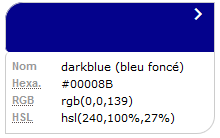 Nom darkblue (bleu foncé)
Hexa. #00008B
RGB rgb(0,0,139)
HSL hsl(240,100%,27%)